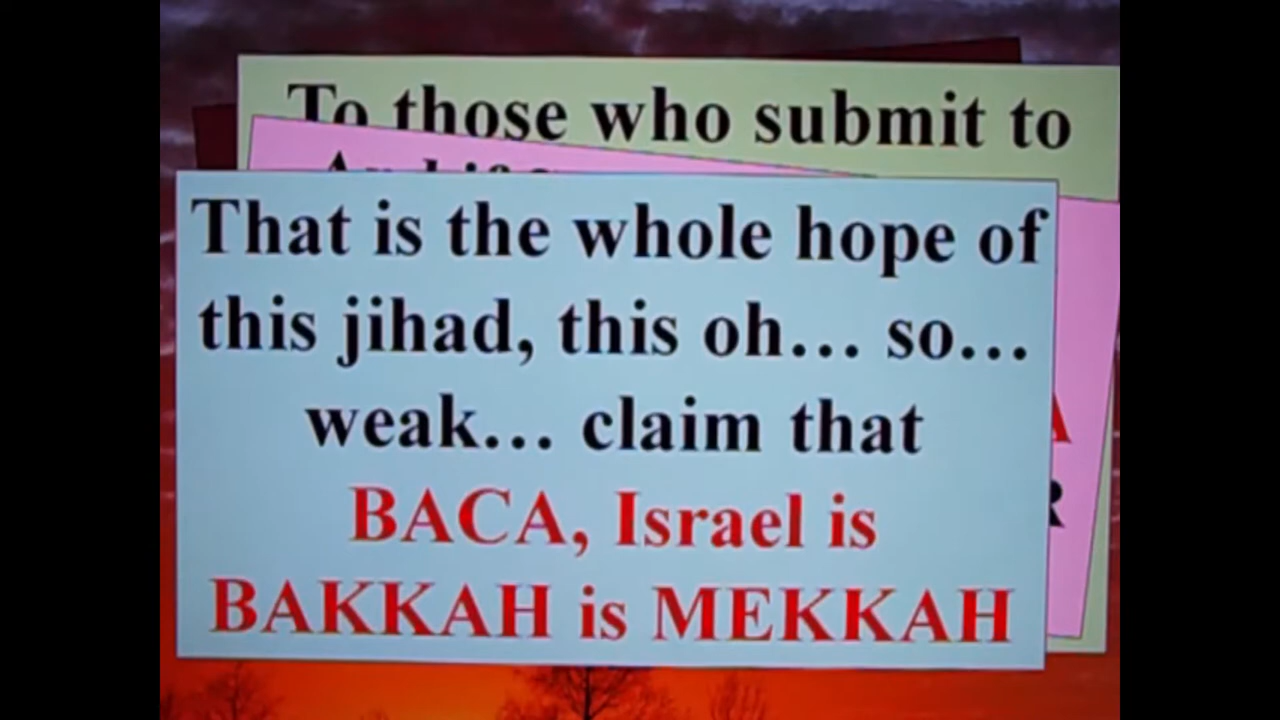 To those who submit to
That is the whole hope of
this jihad, this oh... so...
weak... claim that
BACA, Israel is
BAKKAH is MEKKAH